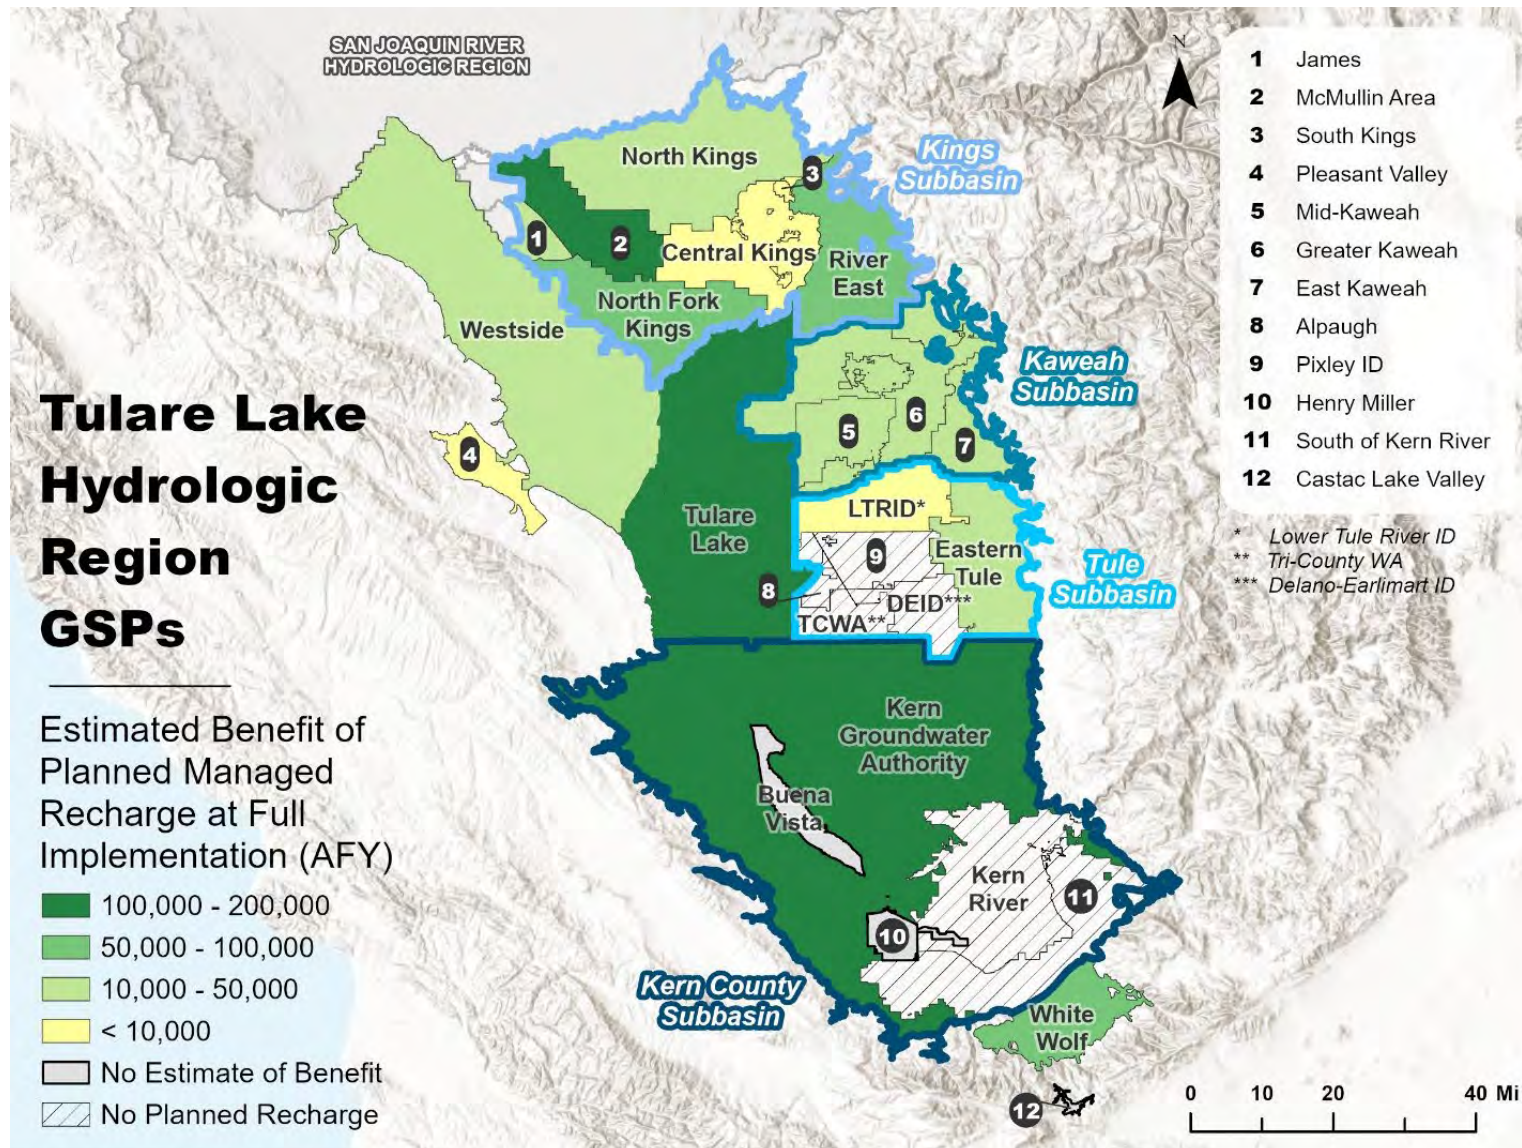 SAN JOAQUIN RIVER
HYDROLOGIC REGION
N
1 James
2 McMullin Area
3 South Kings
4 Pleasant Valley
5 Mid-Kaweah
6 Greater Kaweah
7 East Kaweah
8 Alpaugh
9 Pixley ID
10 Henry Miller
11 South of Kern River
12 Castac Lake Valley
* Lower Tule River ID
** Tri-County WA
*** Delano-Earlimart ID
Kings
Subbasin
North Kings
3
1
2
Central Kings
River
East
North Fork
Kings
Westside
Kaweah
Subbasin
5
6
7
4
Tulare Lake
Hydrologic
Region
GSPs
LTRID*
Tulare
Lake
9
Eastern
Tule
Tule
Subbasin
8
DEID***
TCWA**
Kern
Groundwater
Authority
Buena
Vista
Kern
River
11
10
Kern County
Subbasin
White
Wolf
12
Estimated Benefit of
Planned Managed
Recharge at Full
Implementation (AFY)
100,000 - 200,000
50,000 - 100,000
10,000 - 50,000
< 10,000
No Estimate of Benefit
No Planned Recharge
0 10 20 40 Mi